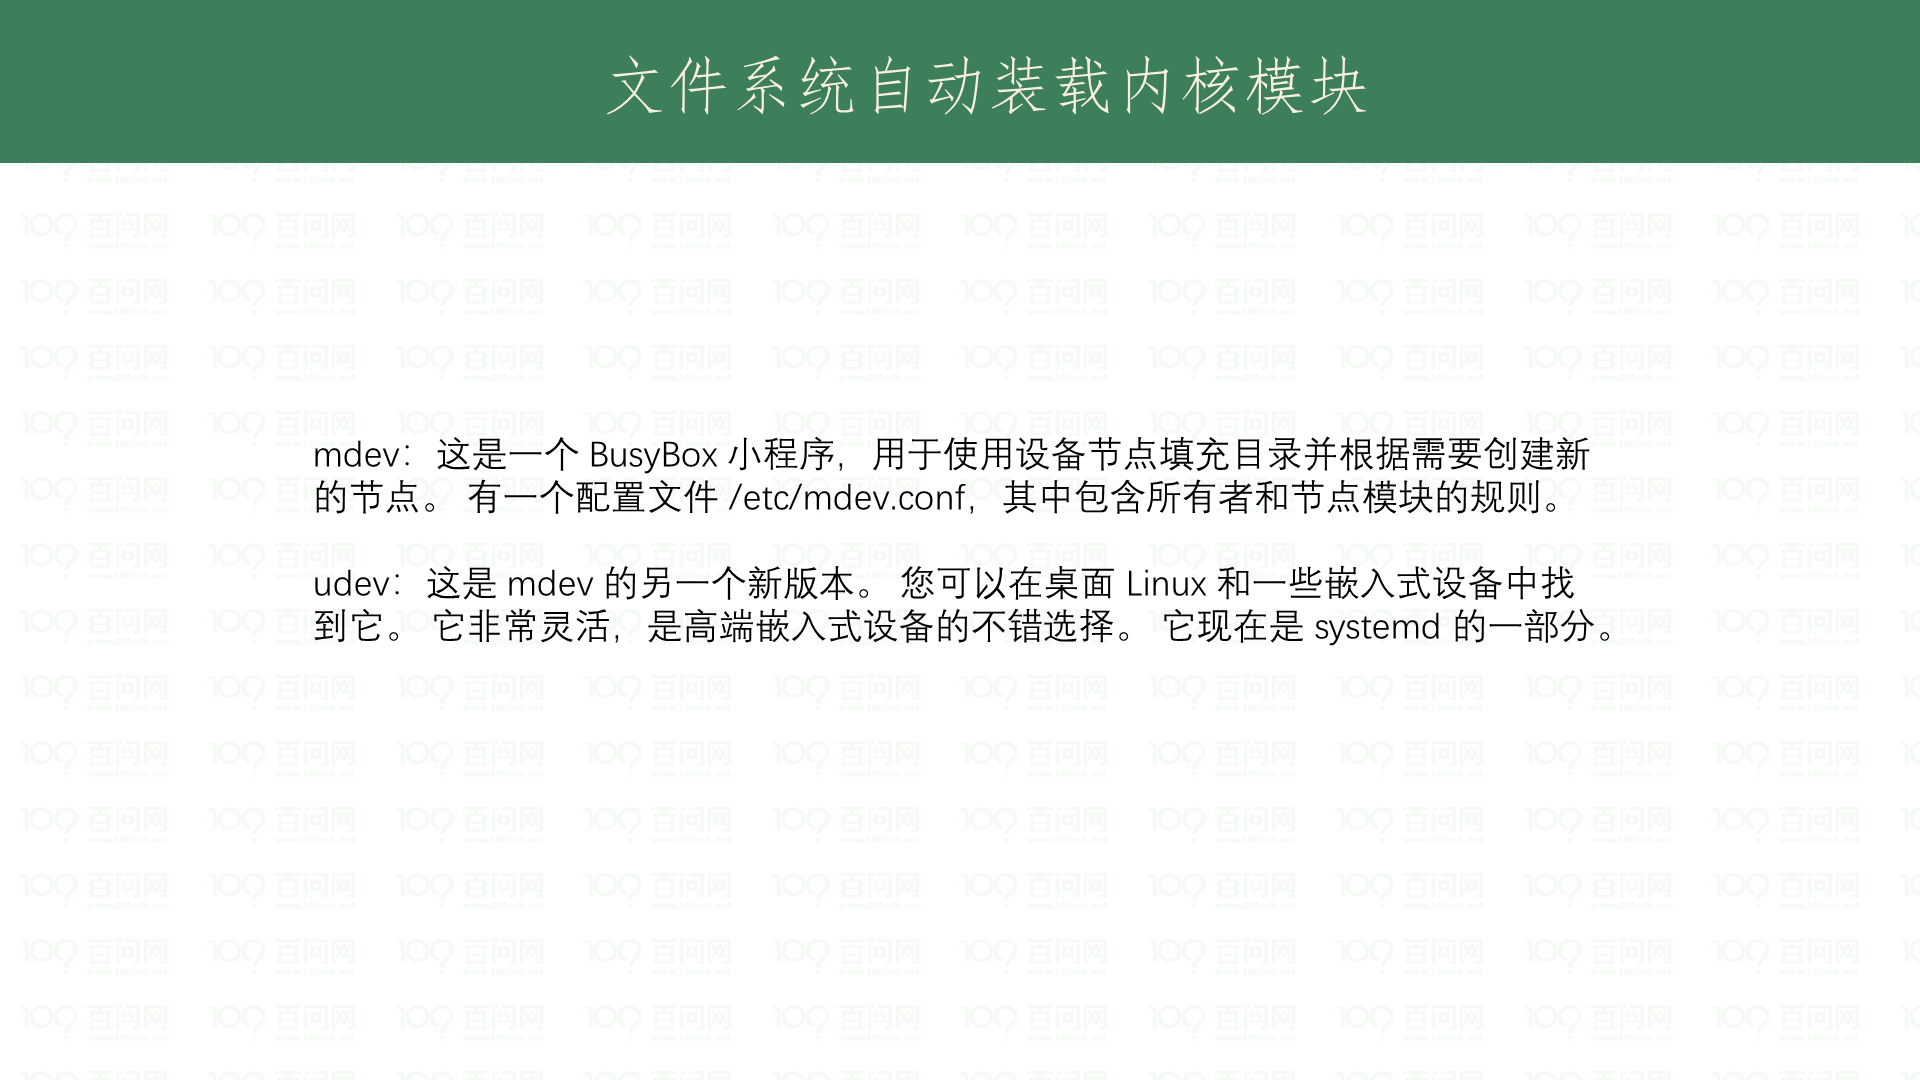 文件系统自动装载内核模块
mdev：这是一个 BusyBox 小程序，用于使用设备节点填充目录并根据需要创建新
的节点。 有一个配置文件 /etc/mdev.conf，其中包含所有者和节点模块的规则。
udev：这是 mdev 的另一个新版本。 您可以在桌面 Linux 和一些嵌入式设备中找
到它。 它非常灵活，是高端嵌入式设备的不错选择。 它现在是 systemd 的一部分。
百问网
www.100ask.net